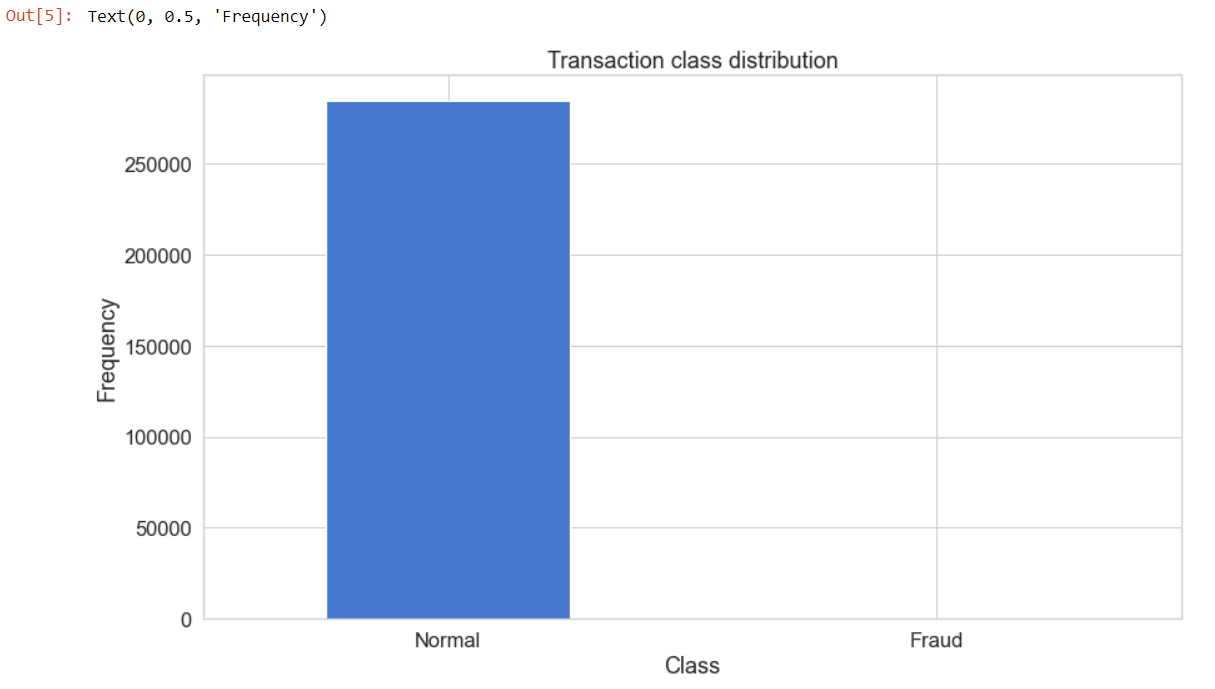 Out[5]: Text(0, 0.5, 'Frequency')
Transaction class distribution
Frequency
250000
200000
150000
100000
50000
0
Normal Fraud
Class